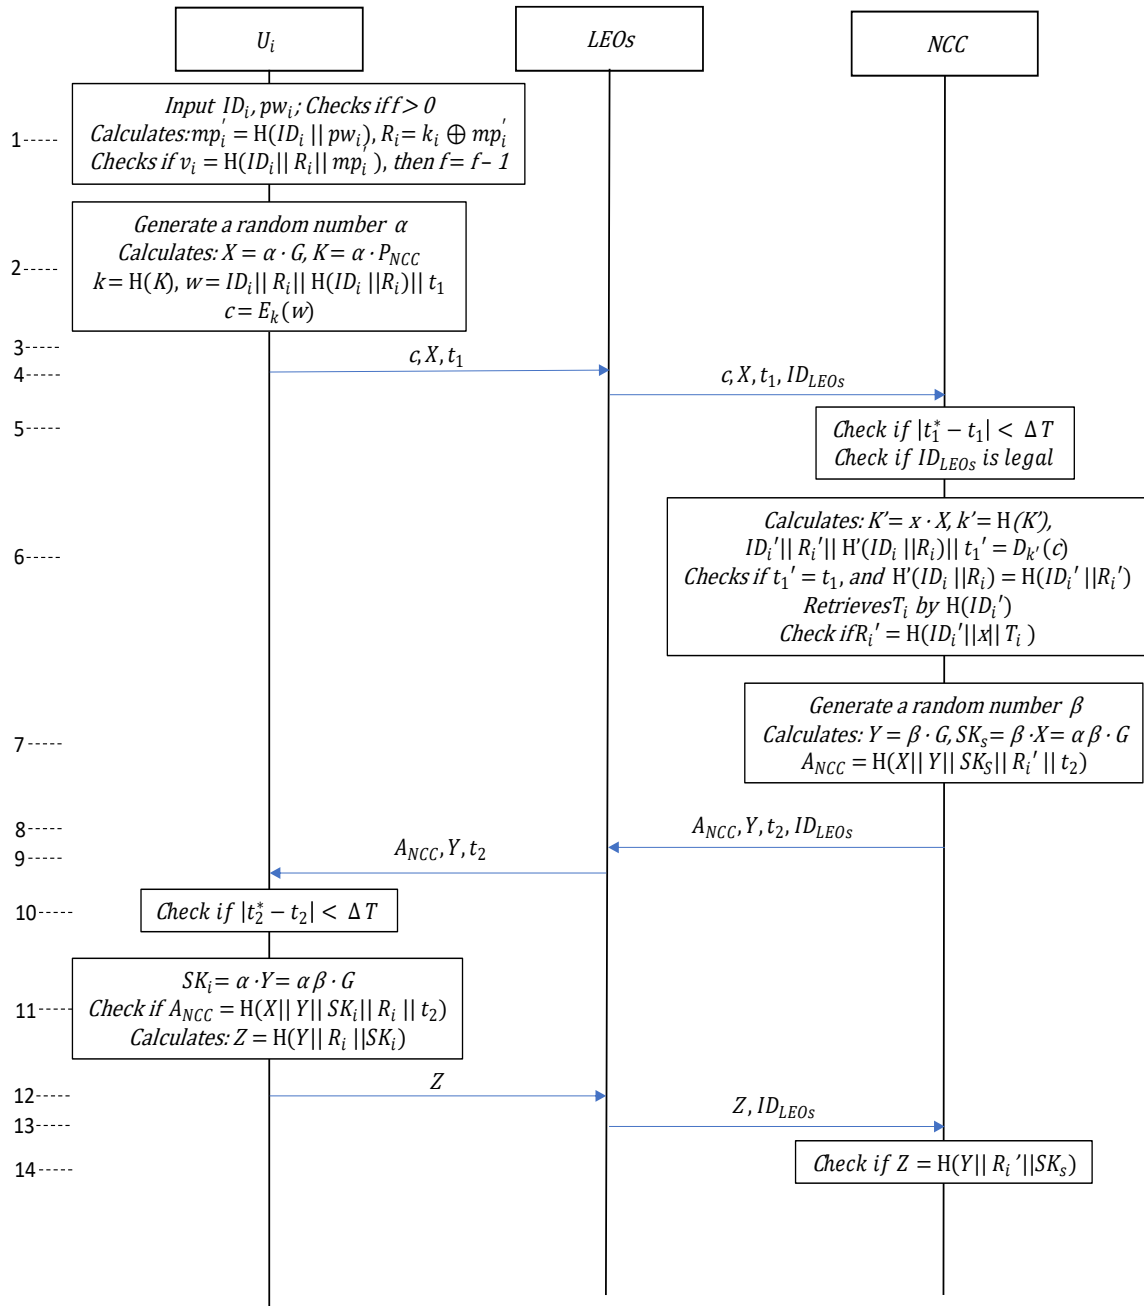 U_i
LEOs
NCC
Input ID_i, pw_i; Checks if f > 0
1-----
Calculates: mp_i' = H(ID_i || pw_i), R_i = k_i ⊕ mp_i'
Checks if v_i = H(ID_i|| R_i|| mp_i'), then f = f – 1
Generate a random number α
Calculates: X = α · G, K = α · P_NCC
2-----
k = H(K), w = ID_i|| R_i|| H(ID_i ||R_i)|| t_1
c = E_k(w)
3-----
c, X, t_1
4-----
c, X, t_1, ID_LEOs
5-----
Check if |t_1^* − t_1| < ΔT
Check if ID_LEOs is legal
Calculates: K' = x · X, k' = H(K'),
6-----
ID_i'|| R_i'|| H'(ID_i ||R_i)|| t_1' = D_k'(c)
Checks if t_1' = t_1, and H'(ID_i ||R_i) = H(ID_i' ||R_i')
Retrieves T_i by H(ID_i')
Check if R_i' = H(ID_i'||x|| T_i )
Generate a random number β
Calculates: Y = β · G, SK_s = β ·X = α β · G
7-----
A_NCC = H(X|| Y|| SK_S|| R_i' || t_2)
8-----
A_NCC, Y, t_2, ID_LEOs
9-----
A_NCC, Y, t_2
10-----
Check if |t_2^* − t_2| < ΔT
SK_i = α ·Y = α β · G
11-----
Check if A_NCC = H(X|| Y|| SK_i|| R_i || t_2)
Calculates: Z = H(Y|| R_i ||SK_i)
12-----
Z
13-----
Z, ID_LEOs
14-----
Check if Z = H(Y|| R_i'||SK_s)